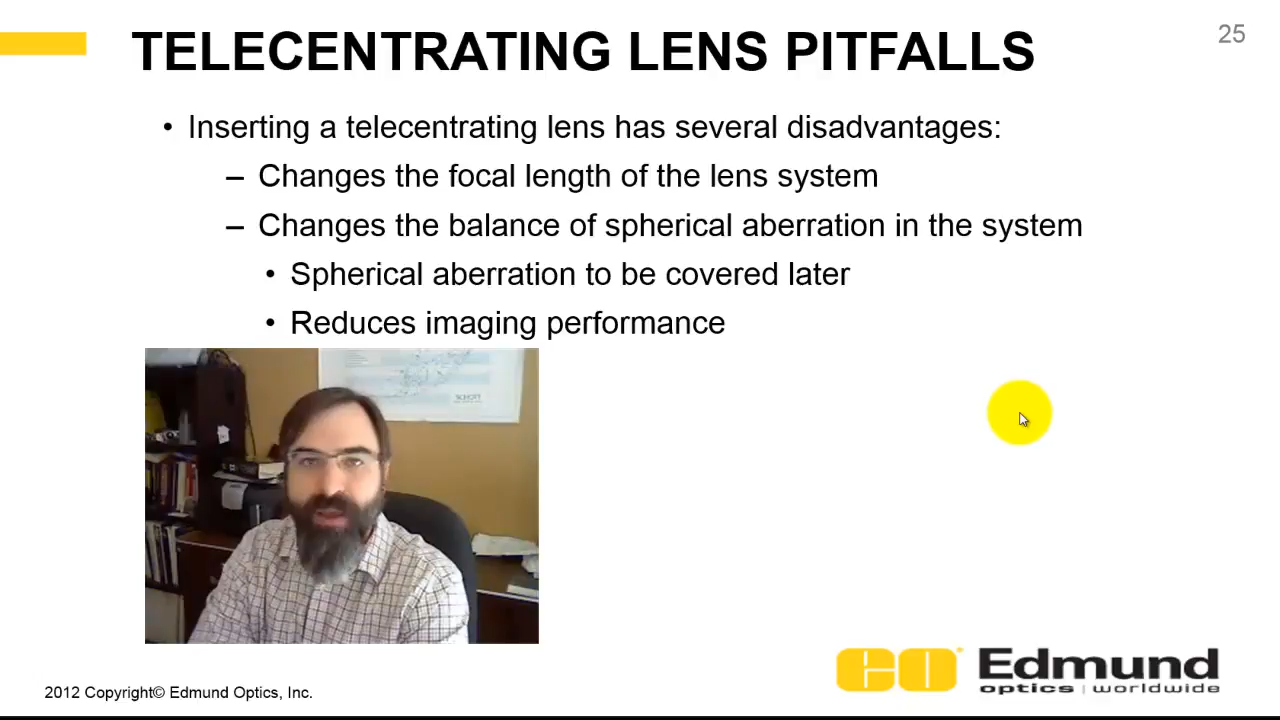 25
TELECENTRATING LENS PITFALLS
• Inserting a telecentrating lens has several disadvantages:
– Changes the focal length of the lens system
– Changes the balance of spherical aberration in the system
• Spherical aberration to be covered later
• Reduces imaging performance
SCHOTT
2012 Copyright© Edmund Optics, Inc.
EO Edmund
optics | worldwide